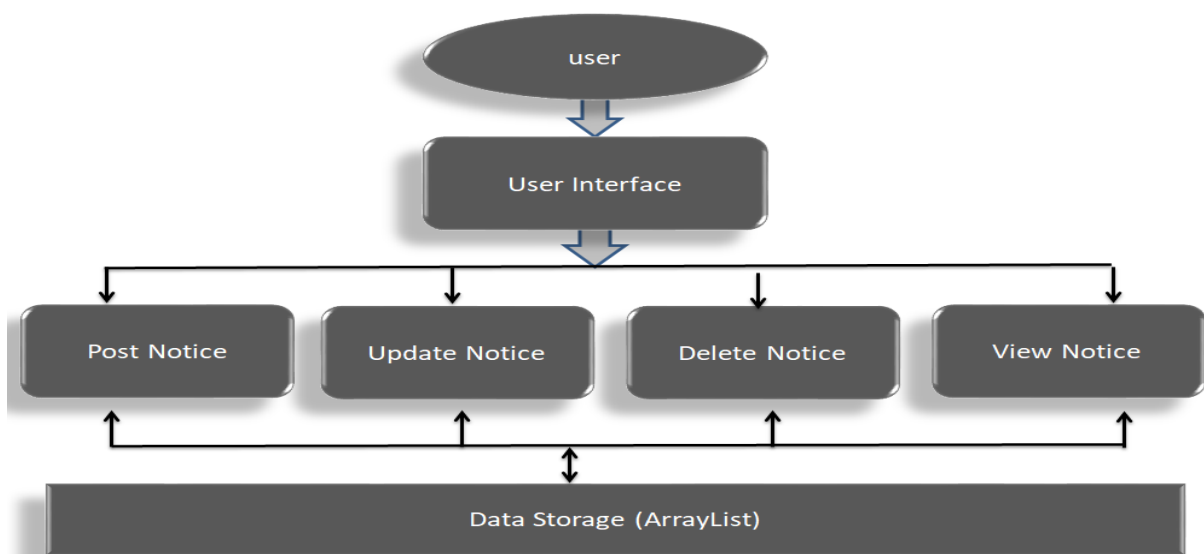 user
User Interface
Post Notice
Update Notice
Delete Notice
View Notice
Data Storage (ArrayList)